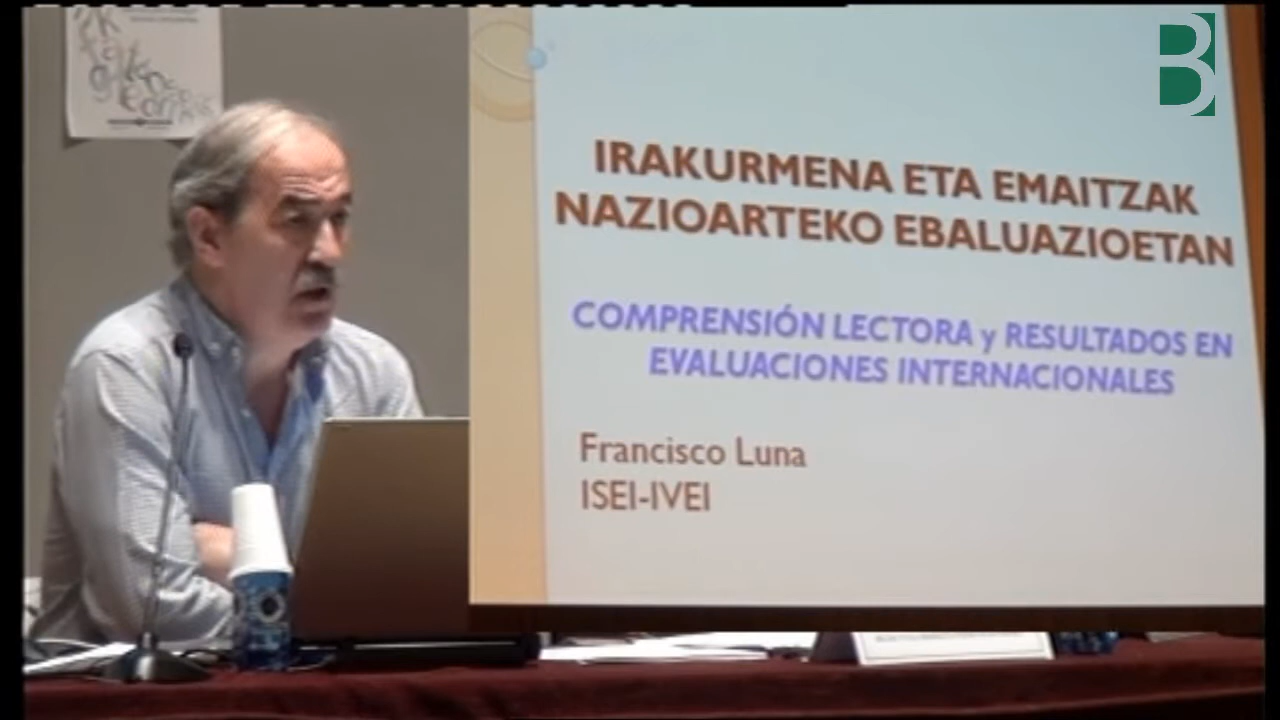 IRAKURMENA ETA EMAITZAK
NAZIOARTEKO EBALUAZIOETAN
COMPRENSIÓN LECTORA y RESULTADOS EN
EVALUACIONES INTERNACIONALES
Francisco Luna
ISEI-IVEI
B